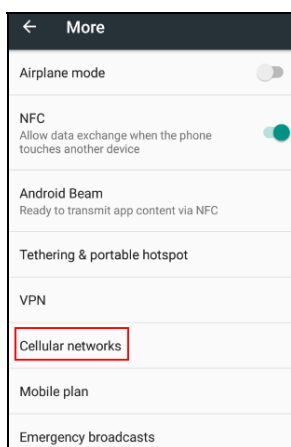 More
Airplane mode
NFC
Allow data exchange when the phone
touches another device
Android Beam
Ready to transmit app content via NFC
Tethering & portable hotspot
VPN
Cellular networks
Mobile plan
Emergency broadcasts